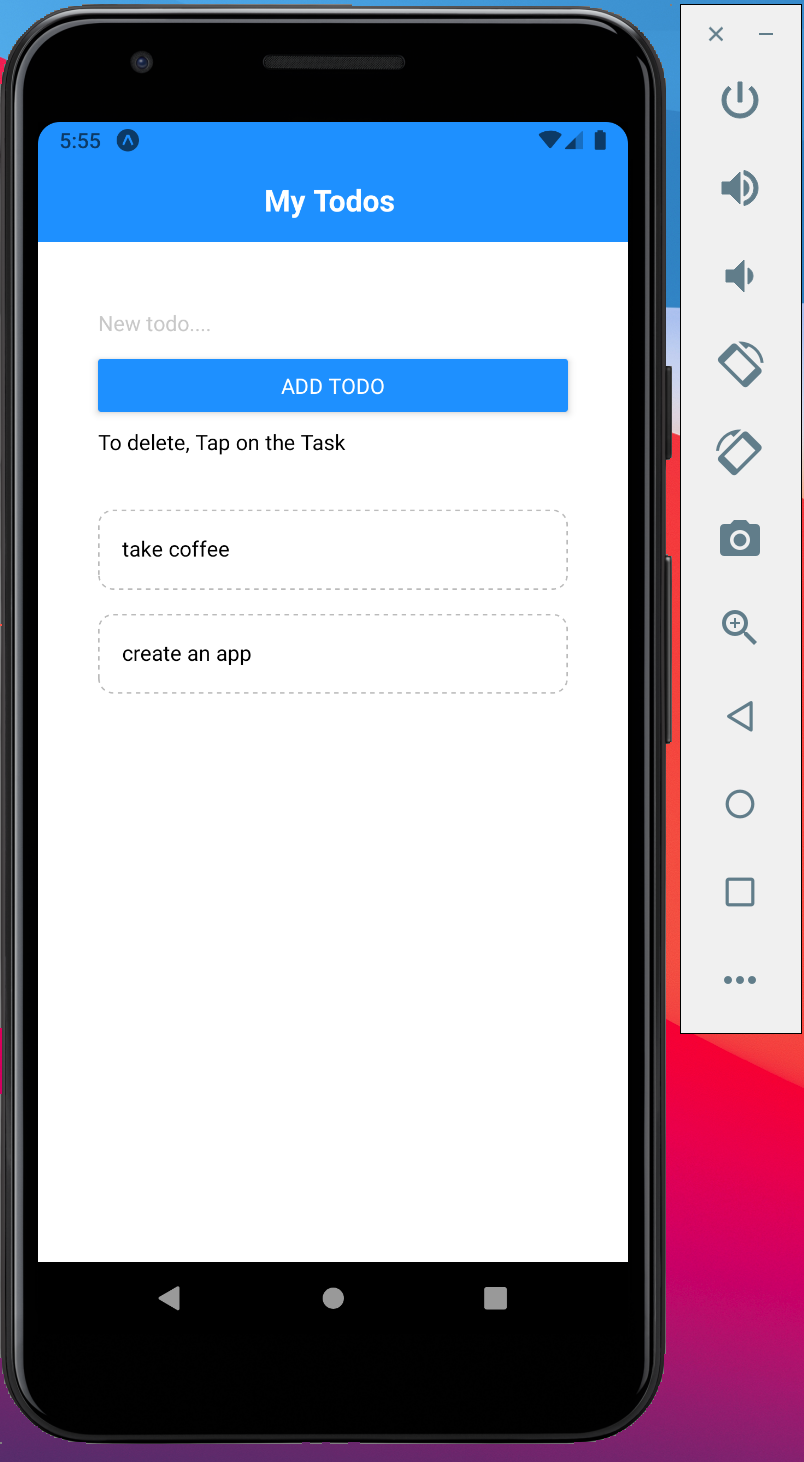 5:55
My Todos
New todo....
ADD TODO
To delete, Tap on the Task
take coffee
create an app